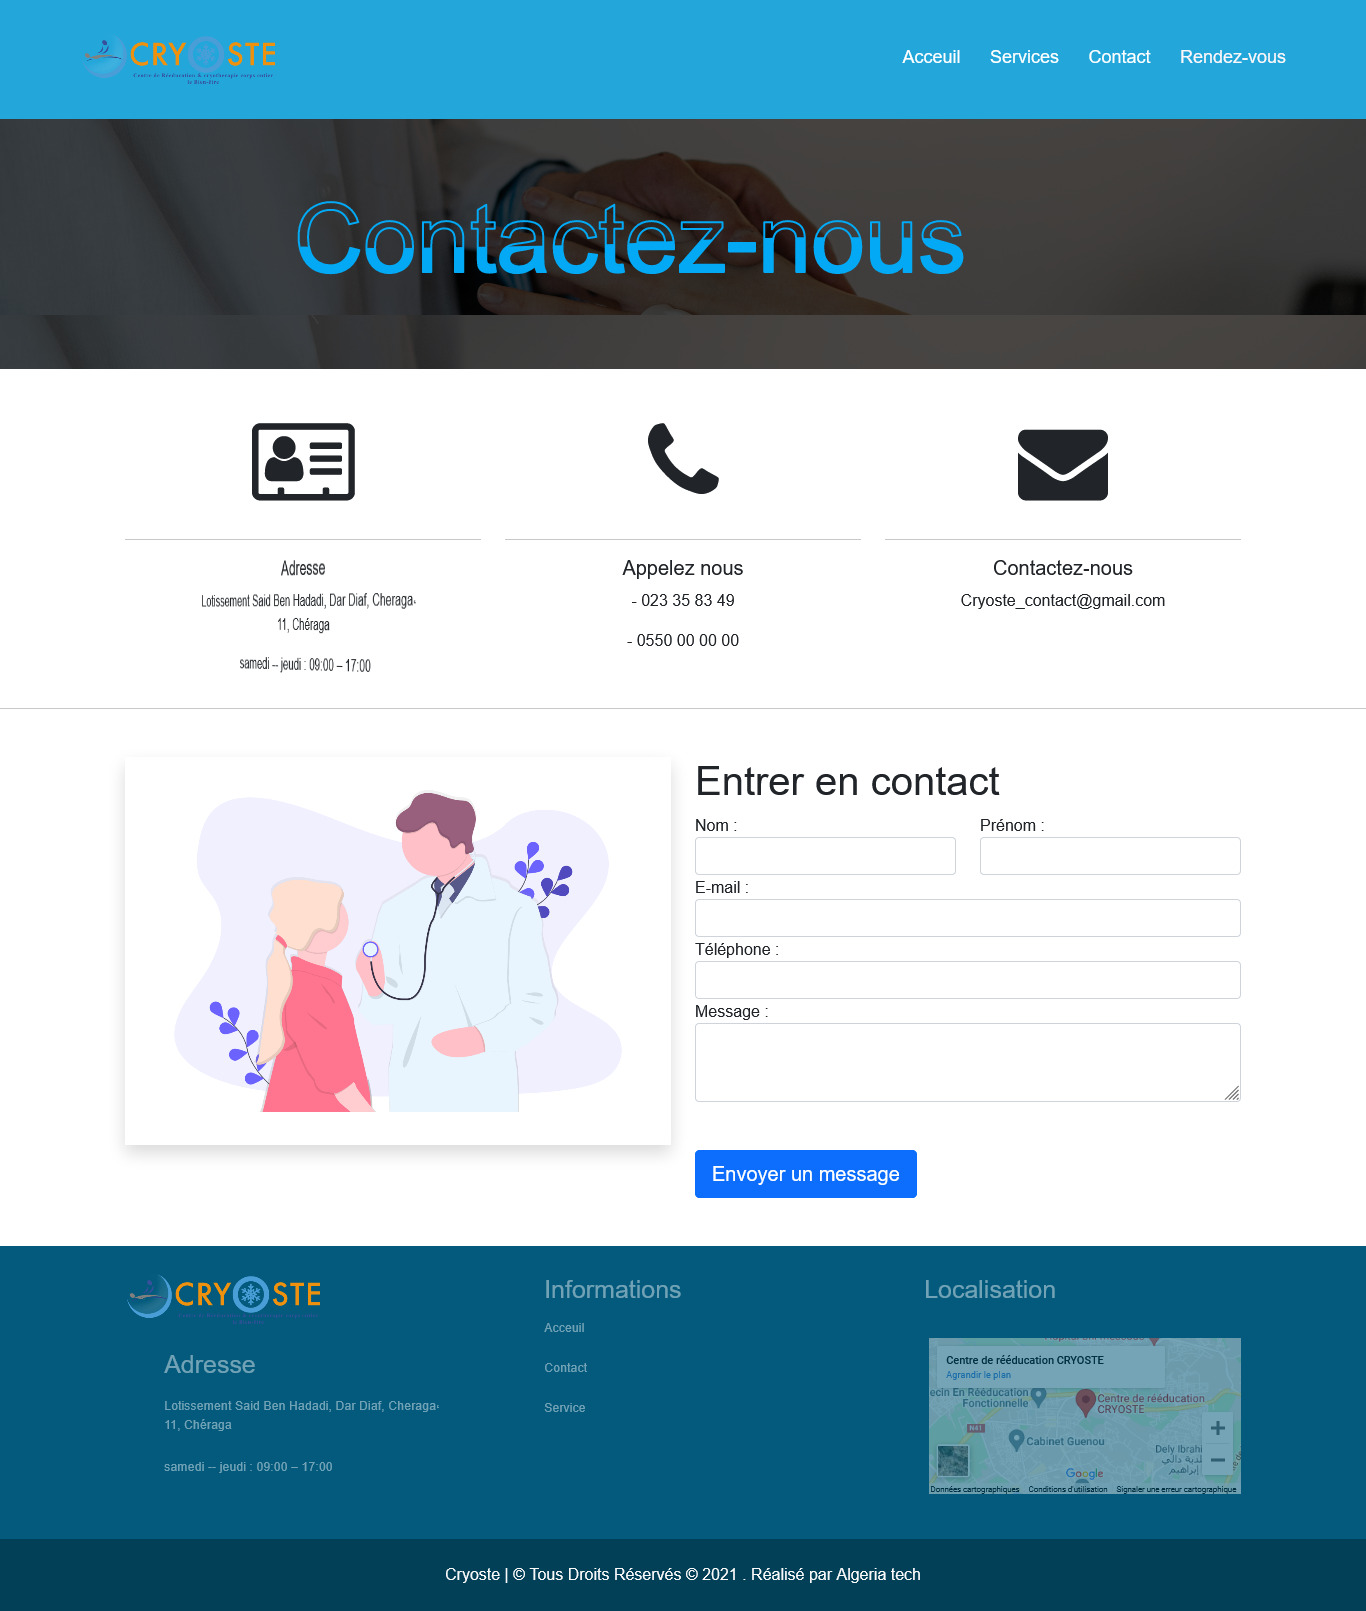 CRYOSTE
Centre de Rééducation & cryothérapie corps entier
le Bien-être
Acceuil
Services
Contact
Rendez-vous
Contactez-nous
Adresse
Lotissement Said Ben Hadadi, Dar Diaf, Cheraga،
11, Chéraga
samedi -- jeudi : 09:00 – 17:00
Appelez nous
- 023 35 83 49
- 0550 00 00 00
Contactez-nous
Cryoste_contact@gmail.com
Entrer en contact
Nom :
Prénom :
E-mail :
Téléphone :
Message :
Envoyer un message
CRYOSTE
Adresse
Lotissement Said Ben Hadadi, Dar Diaf, Cheraga،
11, Chéraga
samedi -- jeudi : 09:00 – 17:00
Informations
Acceuil
Contact
Service
Localisation
Centre de rééducation CRYOSTE
Agrandir le plan
ecin En Rééducation
Fonctionnelle
Centre de rééducation
CRYOSTE
N41
Cabinet Guenou
Dely Ibrahi
دالي
إبراهيم
Google
Données cartographiques
Conditions d'utilisation
Signaler une erreur cartographique
Cryoste | © Tous Droits Réservés © 2021 . Réalisé par Algeria tech